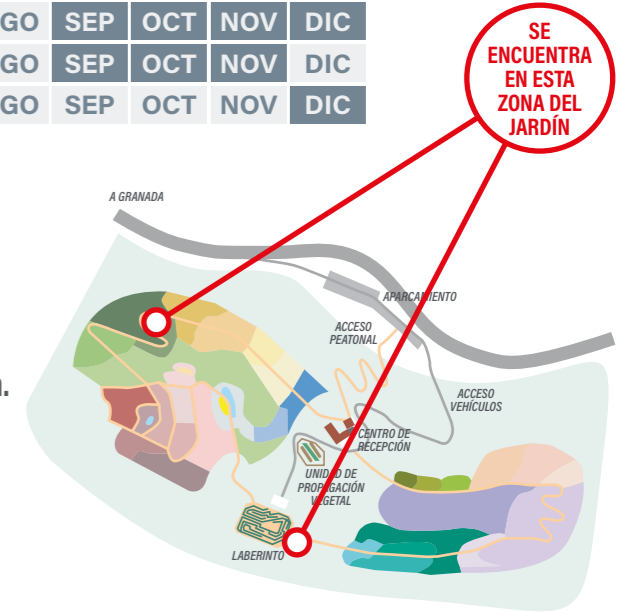 GO SEP OCT NOV DIC
GO SEP OCT NOV DIC
GO SEP OCT NOV DIC
SE
ENCUENTRA
EN ESTA
ZONA DEL
JARDÍN
A GRANADA
APARCAMIENTO
ACCESO
PEATONAL
ACCESO
VEHÍCULOS
CENTRO DE
RECEPCIÓN
UNIDAD DE
PROPAGACIÓN
VEGETAL
LABERINTO